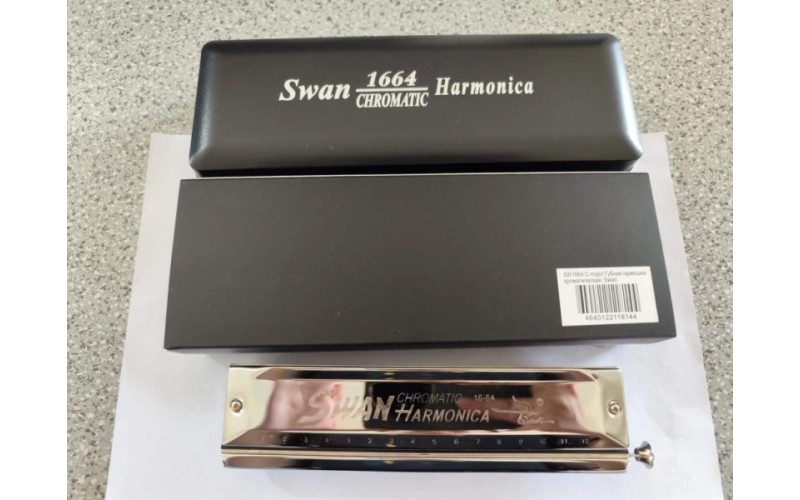 Swan 1664 CHROMATIC Harmonica
SW1664 C-major Губная гармошка
хроматическая, Swan
4640122118144
SWAN CHROMATIC HARMONICA 16-64
1 2 3 4 1 2 3 4 5 6 7 8 9 10 11 12